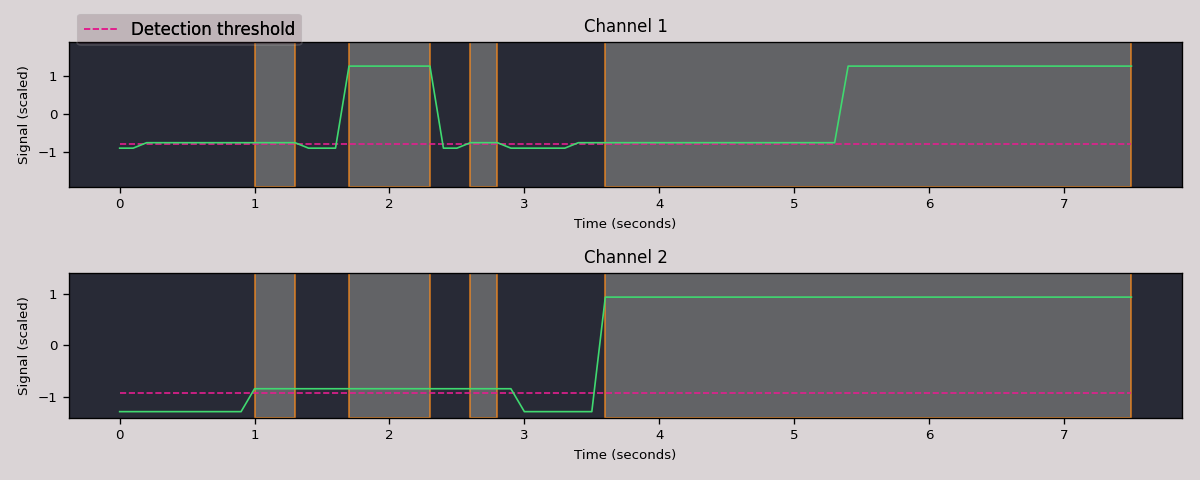 Detection threshold
Channel 1
Signal (scaled)
1
0
−1
0 1 2 3 4 5 6 7
Time (seconds)
Channel 2
Signal (scaled)
1
0
−1
0 1 2 3 4 5 6 7
Time (seconds)